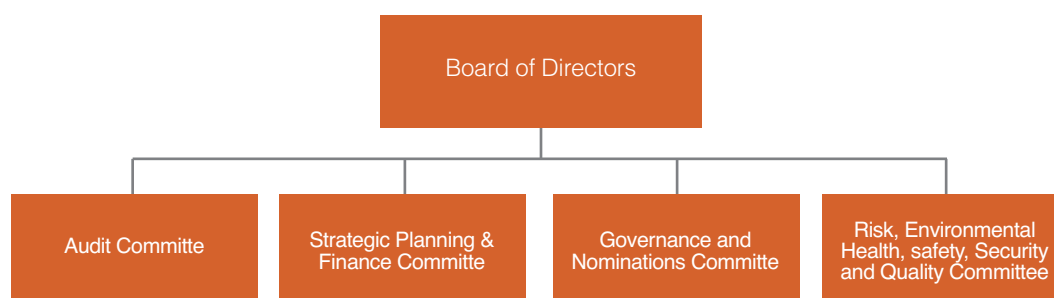 Board of Directors
Audit Committe
Strategic Planning &
Finance Committe
Governance and
Nominations Committe
Risk, Environmental
Health, safety, Security
and Quality Committee